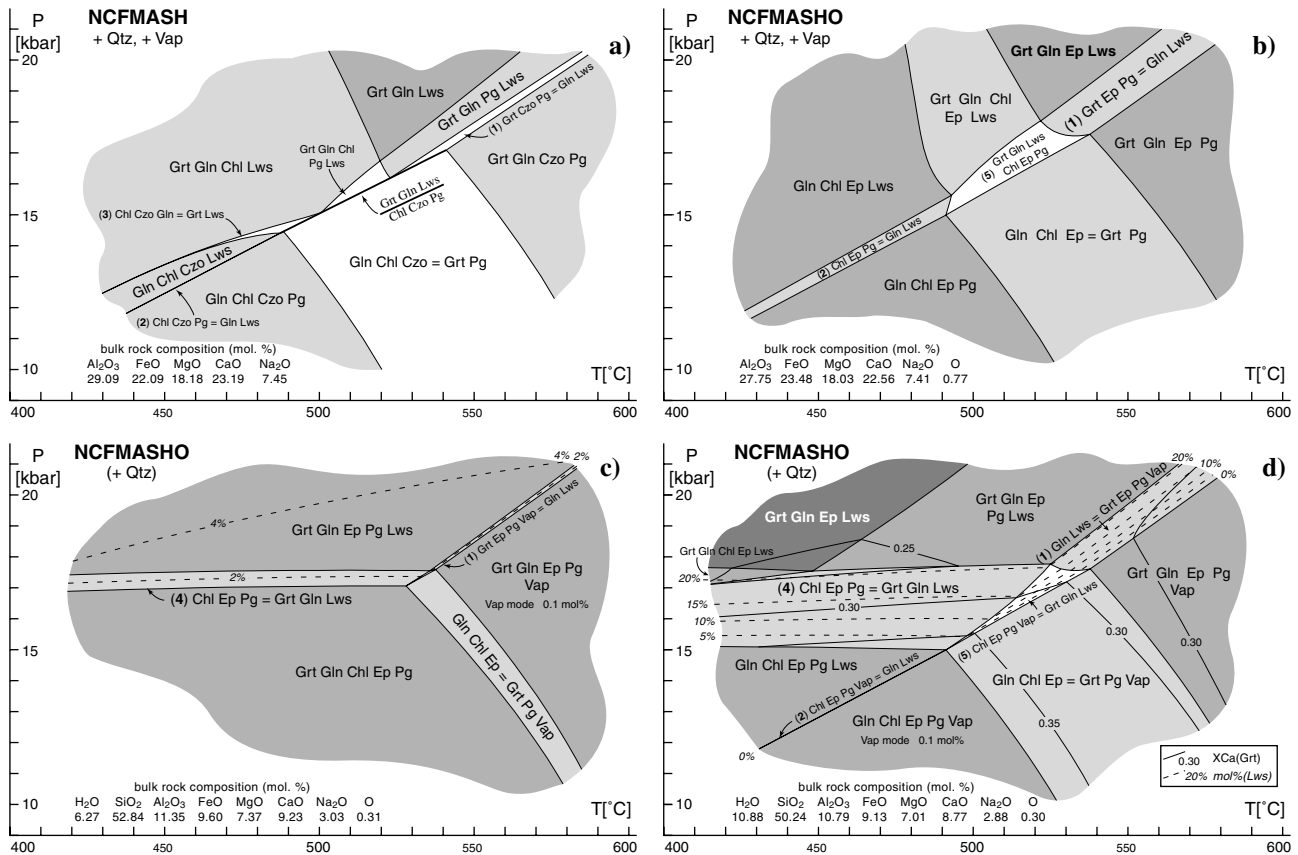 NCFMASH
+ Qtz, + Vap
a)
P
[kbar]
20
15
10
Grt Gln Lws
Grt Gln Pg Lws
(1) Grt Czo Pg = Gln Lws
Grt Gln Chl
Pg Lws
Grt Gln Chl Lws
Grt Gln Czo Pg
Grt Gln Lws
Chl Czo Pg
(3) Chl Czo Gln = Grt Lws
Gln Chl Czo Lws
Gln Chl Czo = Grt Pg
Gln Chl Czo Pg
(2) Chl Czo Pg = Gln Lws
bulk rock composition (mol. %)
Al2O3 FeO MgO CaO Na2O
29.09 22.09 18.18 23.19 7.45
T[˚C]
400 450 500 550 600
NCFMASHO
+ Qtz, + Vap
b)
P
[kbar]
20
15
10
Grt Gln Ep Lws
Grt Gln Chl
Ep Lws
(1) Grt Ep Pg = Gln Lws
Grt Gln Lws
(5) Chl Ep Pg
Grt Gln Ep Pg
Gln Chl Ep Lws
(2) Chl Ep Pg = Gln Lws
Gln Chl Ep = Grt Pg
Gln Chl Ep Pg
bulk rock composition (mol. %)
Al2O3 FeO MgO CaO Na2O O
27.75 23.48 18.03 22.56 7.41 0.77
T[˚C]
400 450 500 550 600
NCFMASHO
(+ Qtz)
c)
P
[kbar]
20
15
10
4% 2%
4%
Grt Gln Ep Pg Lws
(1) Grt Ep Pg Vap = Gln Lws
2%
(4) Chl Ep Pg = Grt Gln Lws
Grt Gln Ep Pg
Vap
Vap mode 0.1 mol%
Grt Gln Chl Ep Pg
Gln Chl Ep = Grt Pg Vap
bulk rock composition (mol. %)
H2O SiO2 Al2O3 FeO MgO CaO Na2O O
6.27 52.84 11.35 9.60 7.37 9.23 3.03 0.31
T[˚C]
400 450 500 550 600
NCFMASHO
(+ Qtz)
d)
P
[kbar]
20
15
10
20%
10%
0%
Grt Gln Ep Lws
Grt Gln Ep
Pg Lws
(1) Gln Lws = Grt Ep Pg Vap
Grt Gln Chl Ep Lws
0.25
20%
(4) Chl Ep Pg = Grt Gln Lws
Grt Gln Ep Pg
Vap
15%
0.30
10%
5%
(5) Chl Ep Pg Vap = Grt Gln Lws
0.30
0.30
Gln Chl Ep Pg Lws
(2) Chl Ep Pg Vap = Gln Lws
Gln Chl Ep = Grt Pg Vap
0.35
Gln Chl Ep Pg Vap
Vap mode 0.1 mol%
0%
0.30 XCa(Grt)
20% mol%(Lws)
bulk rock composition (mol. %)
H2O SiO2 Al2O3 FeO MgO CaO Na2O O
10.88 50.24 10.79 9.13 7.01 8.77 2.88 0.30
T[˚C]
400 450 500 550 600